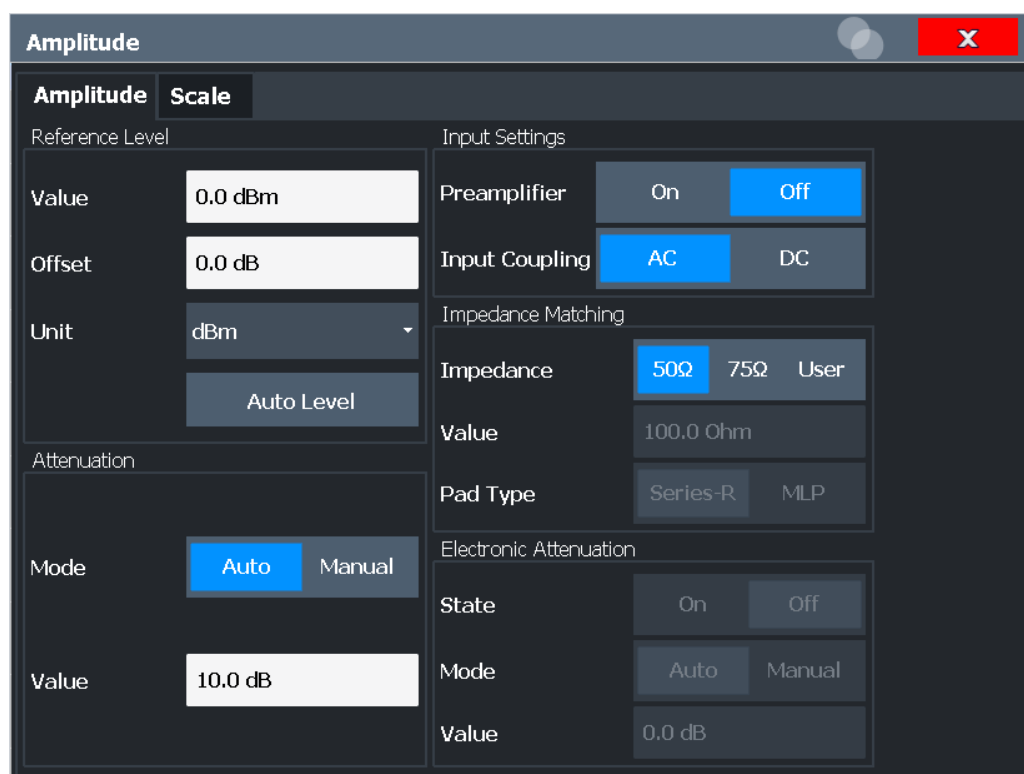 Amplitude
X
Amplitude Scale
Reference Level
Value 0.0 dBm
Offset 0.0 dB
Unit dBm
Auto Level
Attenuation
Mode Auto Manual
Value 10.0 dB
Input Settings
Preamplifier On Off
Input Coupling AC DC
Impedance Matching
Impedance 50Ω 75Ω User
Value 100.0 Ohm
Pad Type Series-R MLP
Electronic Attenuation
State On Off
Mode Auto Manual
Value 0.0 dB